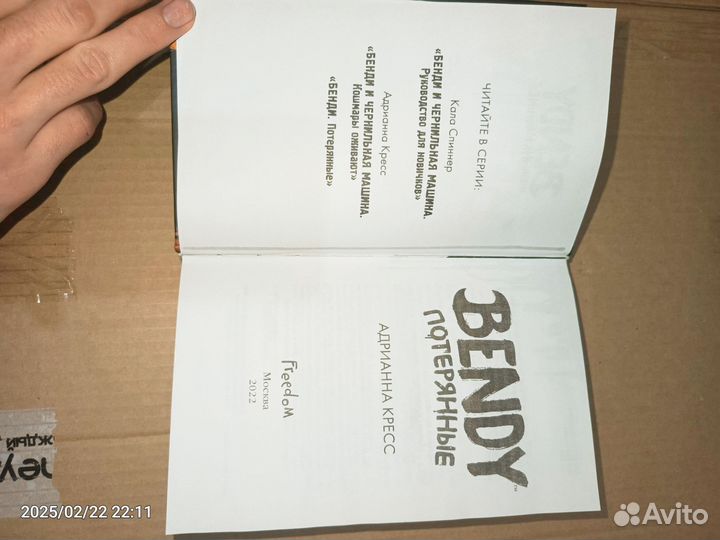 ЧИТАЙТЕ В СЕРИИ:
Кала Спиннер
«БЕНДИ И ЧЕРНИЛЬНАЯ МАШИНА.
Руководство для новичков»
Адрианна Кресс
«БЕНДИ И ЧЕРНИЛЬНАЯ МАШИНА.
Кошмары оживают»
«БЕНДИ. Потерянные»
BENDY™
ПОТЕРЯННЫЕ
АДРИАННА КРЕСС
Freedom
Москва
2022
2025/02/22 22:11
Avito